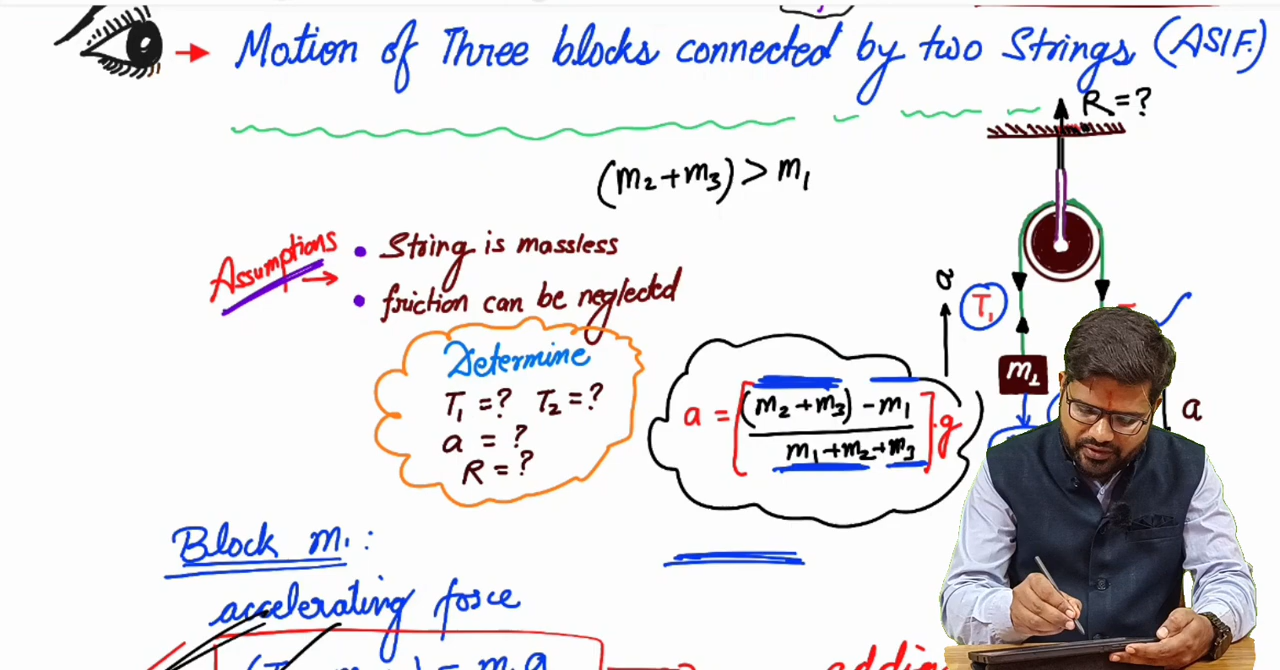 Motion of Three blocks connected by two Strings (ASIF)
R = ?
(m2 + m3) > m1
Assumptions → • String is massless
• friction can be neglected
Determine
T1 = ? T2 = ?
a = ?
R = ?
a = [(m2 + m3) - m1 / m1 + m2 + m3] . g
a
T1
m1
a
Block m1 :
accelerating force